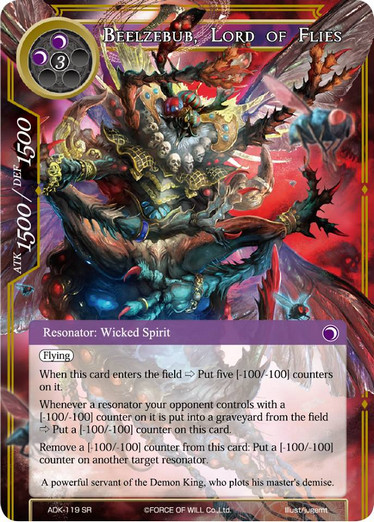 Beelzebub, Lord of Flies
3
ATK 1500 / DEF 1500
Resonator: Wicked Spirit
Flying
When this card enters the field ⇨ Put five [-100/-100] counters
on it.
Whenever a resonator your opponent controls with a
[-100/-100] counter on it is put into a graveyard from the field
⇨ Put a [-100/-100] counter on this card.
Remove a [-100/-100] counter from this card: Put a [-100/-100]
counter on another target resonator.
A powerful servant of the Demon King, who plots his master's demise.
ADK-119 SR
©FORCE OF WILL Co.,Ltd.
Illust/jugemt